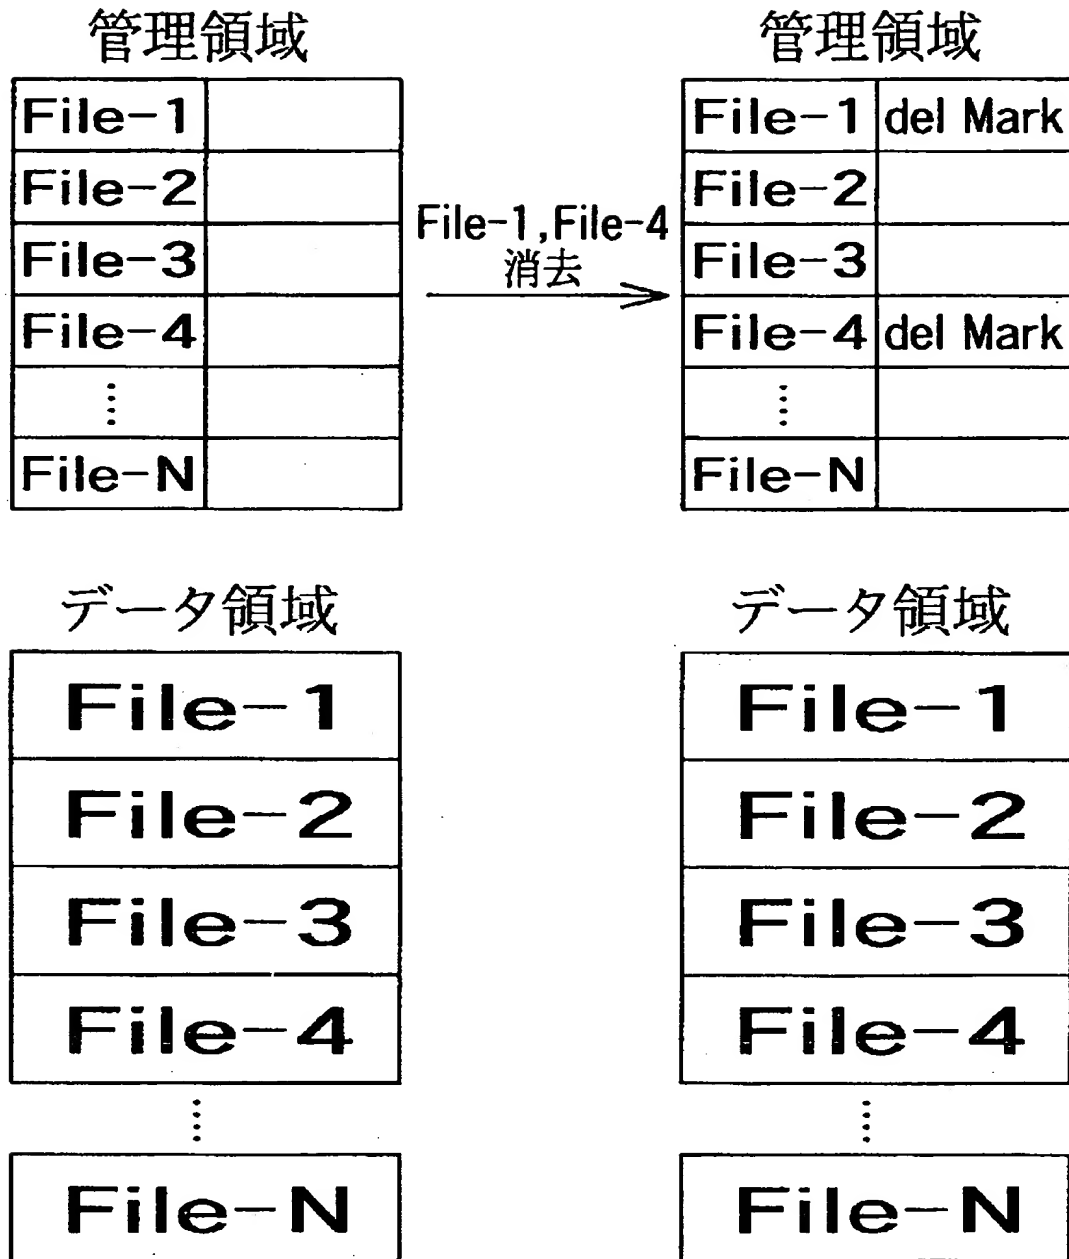 管理領域
File-1
File-2
File-3
File-4
⋮
File-N
File-1,File-4
消去
管理領域
File-1 del Mark
File-2
File-3
File-4 del Mark
⋮
File-N
データ領域
File-1
File-2
File-3
File-4
⋮
File-N
データ領域
File-1
File-2
File-3
File-4
⋮
File-N